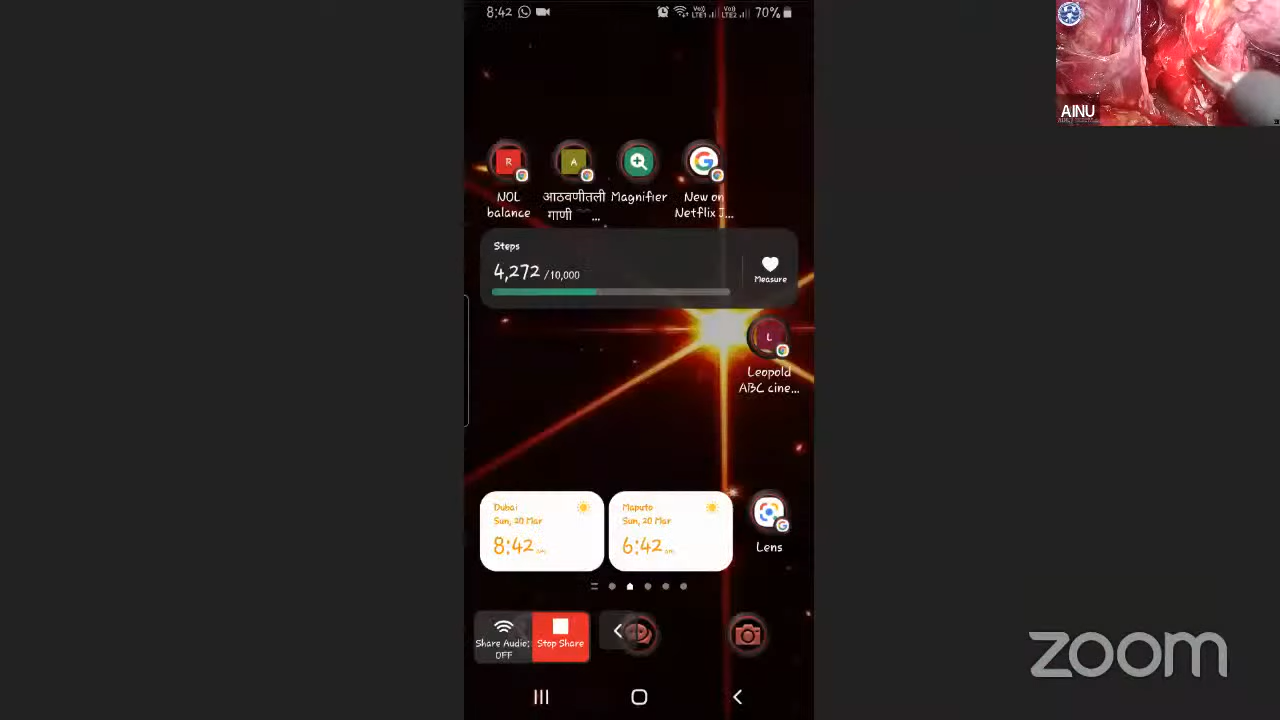 8:42
70%
AINU
NOL
balance
आठवणीतली
गाणी ...
Magnifier
New on
Netflix J...
Steps
4,272 /10,000
Measure
Leopold
ABC cine...
Dubai
Sun, 20 Mar
8:42 am
Maputo
Sun, 20 Mar
6:42 am
Lens
Share Audio:
OFF
Stop Share
zoom